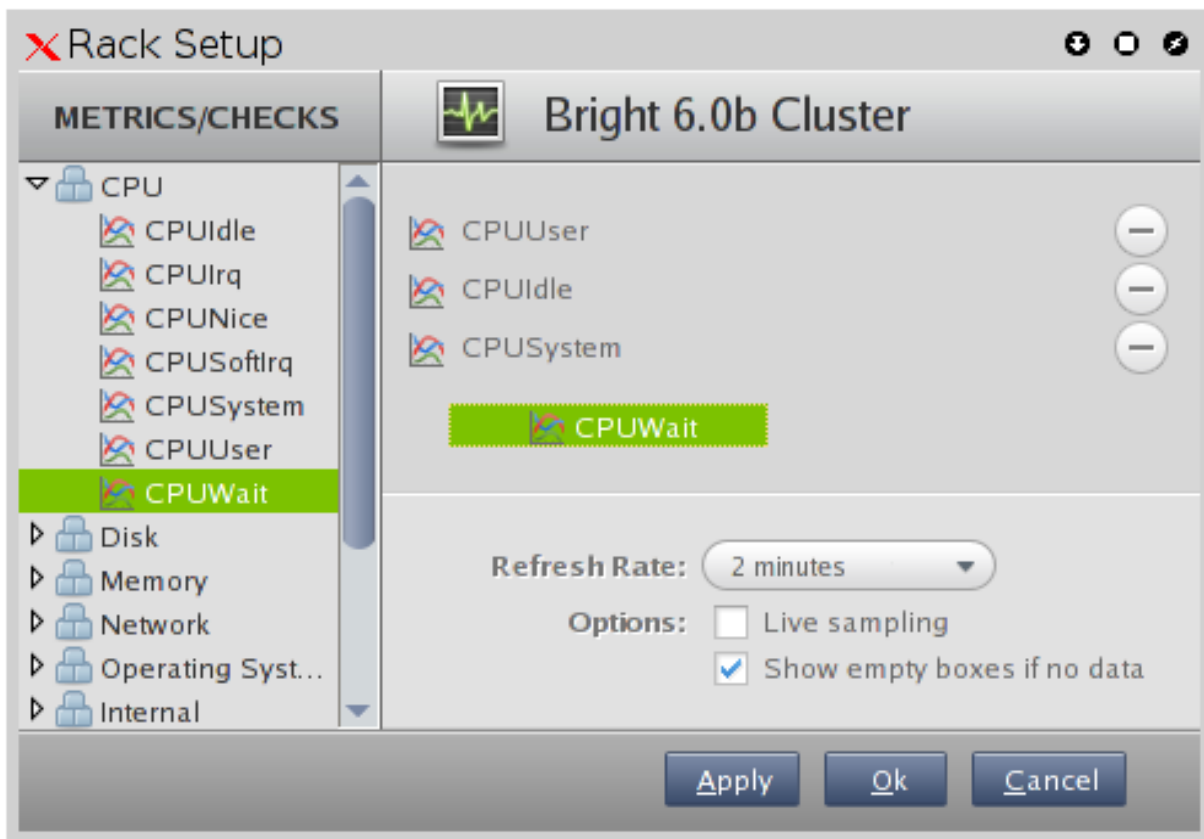 Rack Setup
METRICS/CHECKS
Bright 6.0b Cluster
CPU
CPUIdle
CPUIrq
CPUNice
CPUSoftIrq
CPUSystem
CPUUser
CPUWait
Disk
Memory
Network
Operating Syst...
Internal
CPUUser
CPUIdle
CPUSystem
CPUWait
Refresh Rate: 2 minutes
Options: Live sampling
Show empty boxes if no data
Apply Ok Cancel